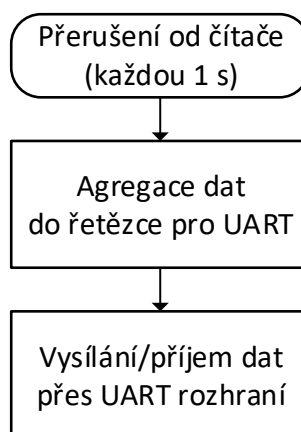 Přerušení od čítače
(každou 1 s)
Agregace dat
do řetězce pro UART
Vysílání/příjem dat
přes UART rozhraní